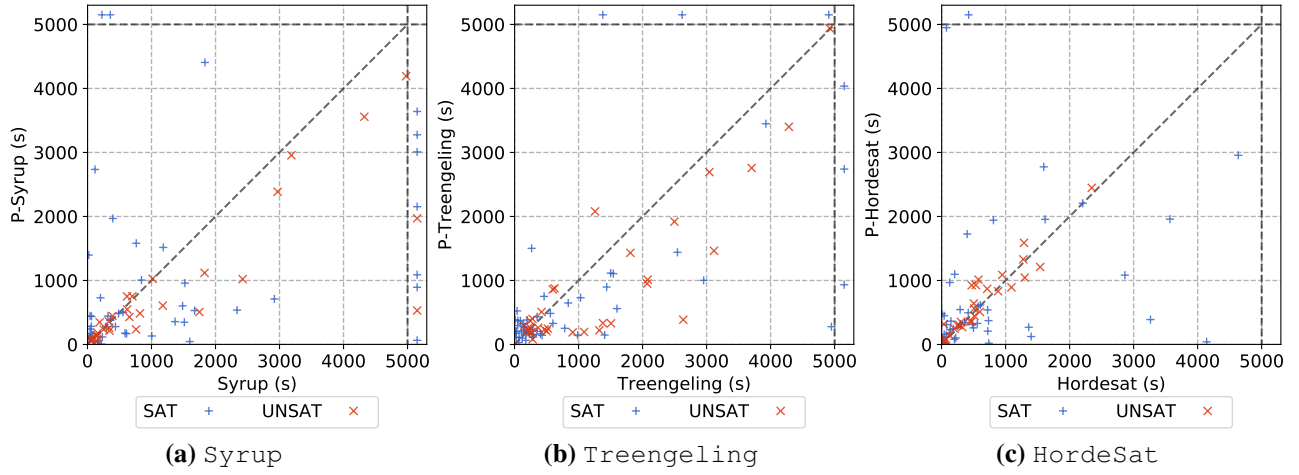 5000
4000
3000
2000
1000
0
P-Syrup (s)
0 1000 2000 3000 4000 5000
Syrup (s)
SAT + UNSAT ×
(a) Syrup
5000
4000
3000
2000
1000
0
P-Treengeling (s)
0 1000 2000 3000 4000 5000
Treengeling (s)
SAT + UNSAT ×
(b) Treengeling
5000
4000
3000
2000
1000
0
P-Hordesat (s)
0 1000 2000 3000 4000 5000
Hordesat (s)
SAT + UNSAT ×
(c) HordeSat